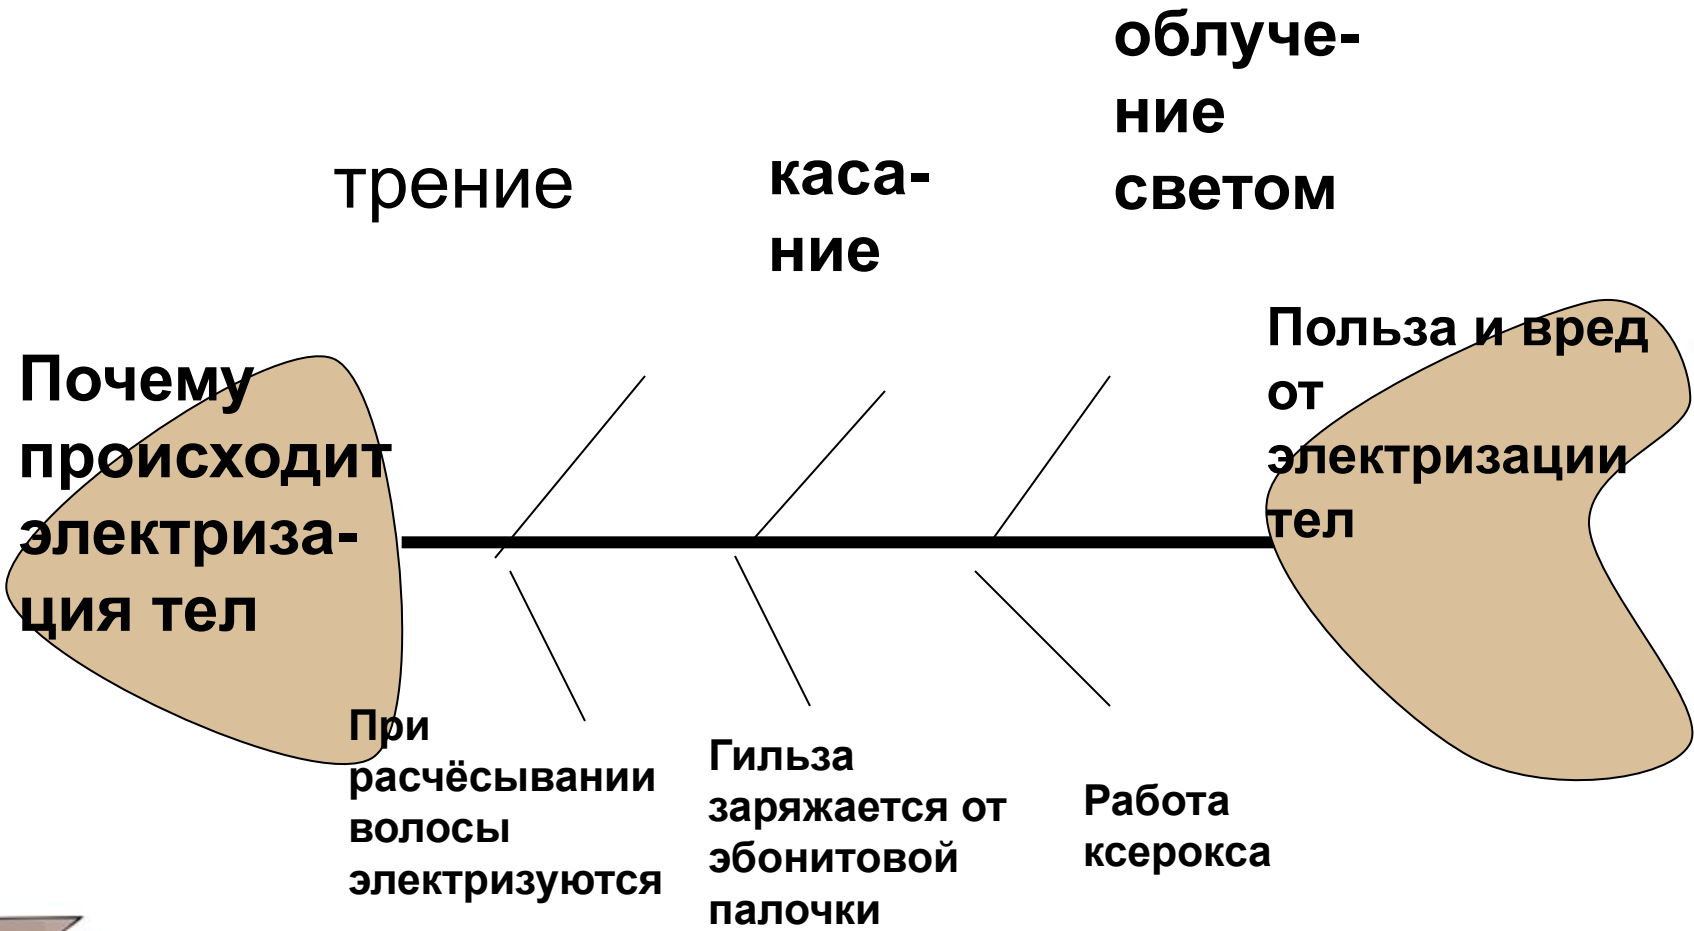 облуче-
ние
светом
трение
каса-
ние
Почему
происходит
электриза-
ция тел
Польза и вред
от
электризации
тел
При
расчёсывании
волосы
электризуются
Гильза
заряжается от
эбонитовой
палочки
Работа
ксерокса